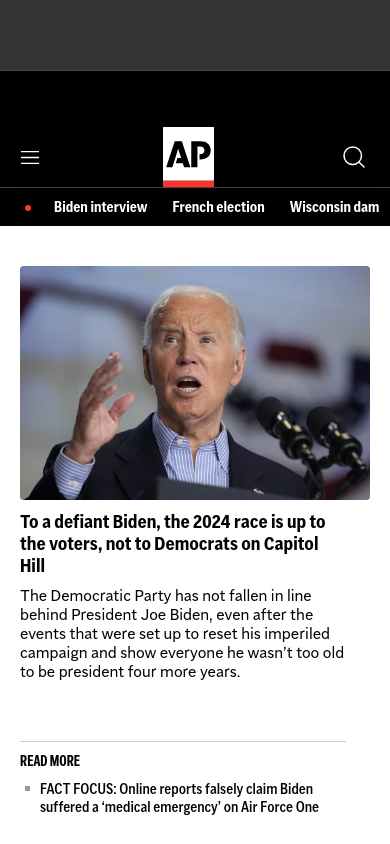 AP
Biden interview French election Wisconsin dam
To a defiant Biden, the 2024 race is up to
the voters, not to Democrats on Capitol
Hill
The Democratic Party has not fallen in line
behind President Joe Biden, even after the
events that were set up to reset his imperiled
campaign and show everyone he wasn’t too old
to be president four more years.
READ MORE
FACT FOCUS: Online reports falsely claim Biden
suffered a ‘medical emergency’ on Air Force One